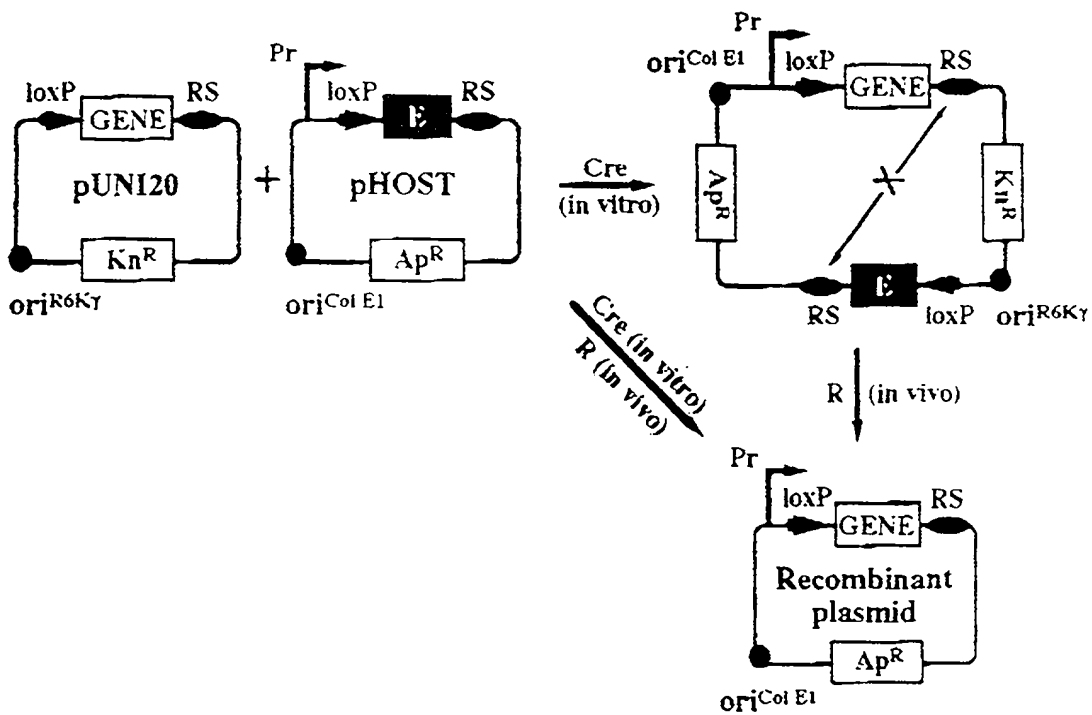 loxP
GENE
RS
pUNI20
Kn^R
ori^R6Kγ
+
Pr
loxP
E
RS
pHOST
Ap^R
ori^Col E1
Cre
(in vitro)
Pr
ori^Col E1
loxP
GENE
RS
Ap^R
Kn^R
RS
E
loxP
ori^R6Kγ
Cre (in vitro)
R (in vivo)
R (in vivo)
Pr
loxP
GENE
RS
Recombinant
plasmid
Ap^R
ori^Col E1